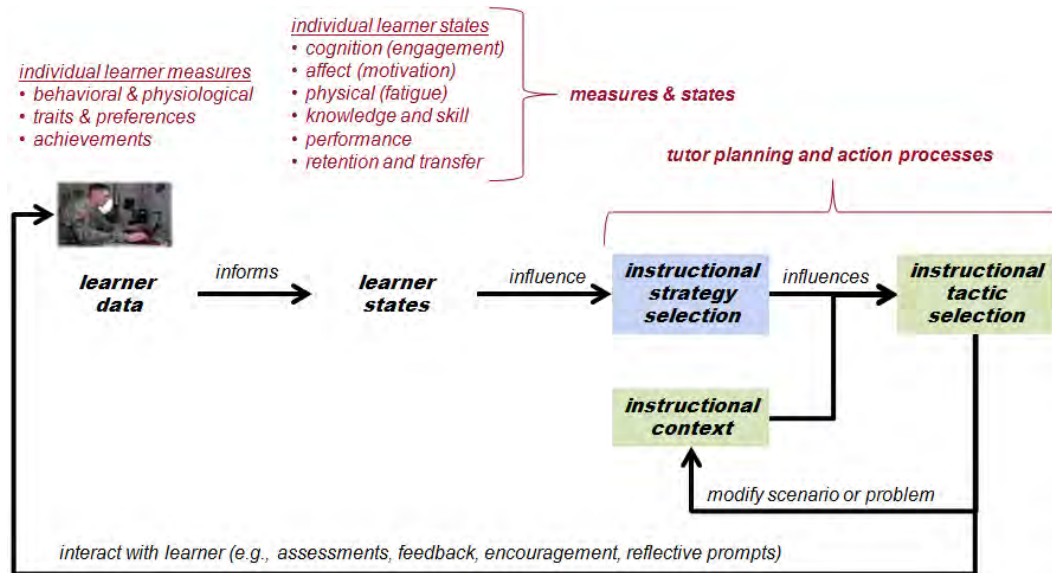 individual learner measures
• behavioral & physiological
• traits & preferences
• achievements
individual learner states
• cognition (engagement)
• affect (motivation)
• physical (fatigue)
• knowledge and skill
• performance
• retention and transfer
measures & states
tutor planning and action processes
learner
data
informs
learner
states
influence
instructional
strategy
selection
influences
instructional
tactic
selection
instructional
context
modify scenario or problem
interact with learner (e.g., assessments, feedback, encouragement, reflective prompts)